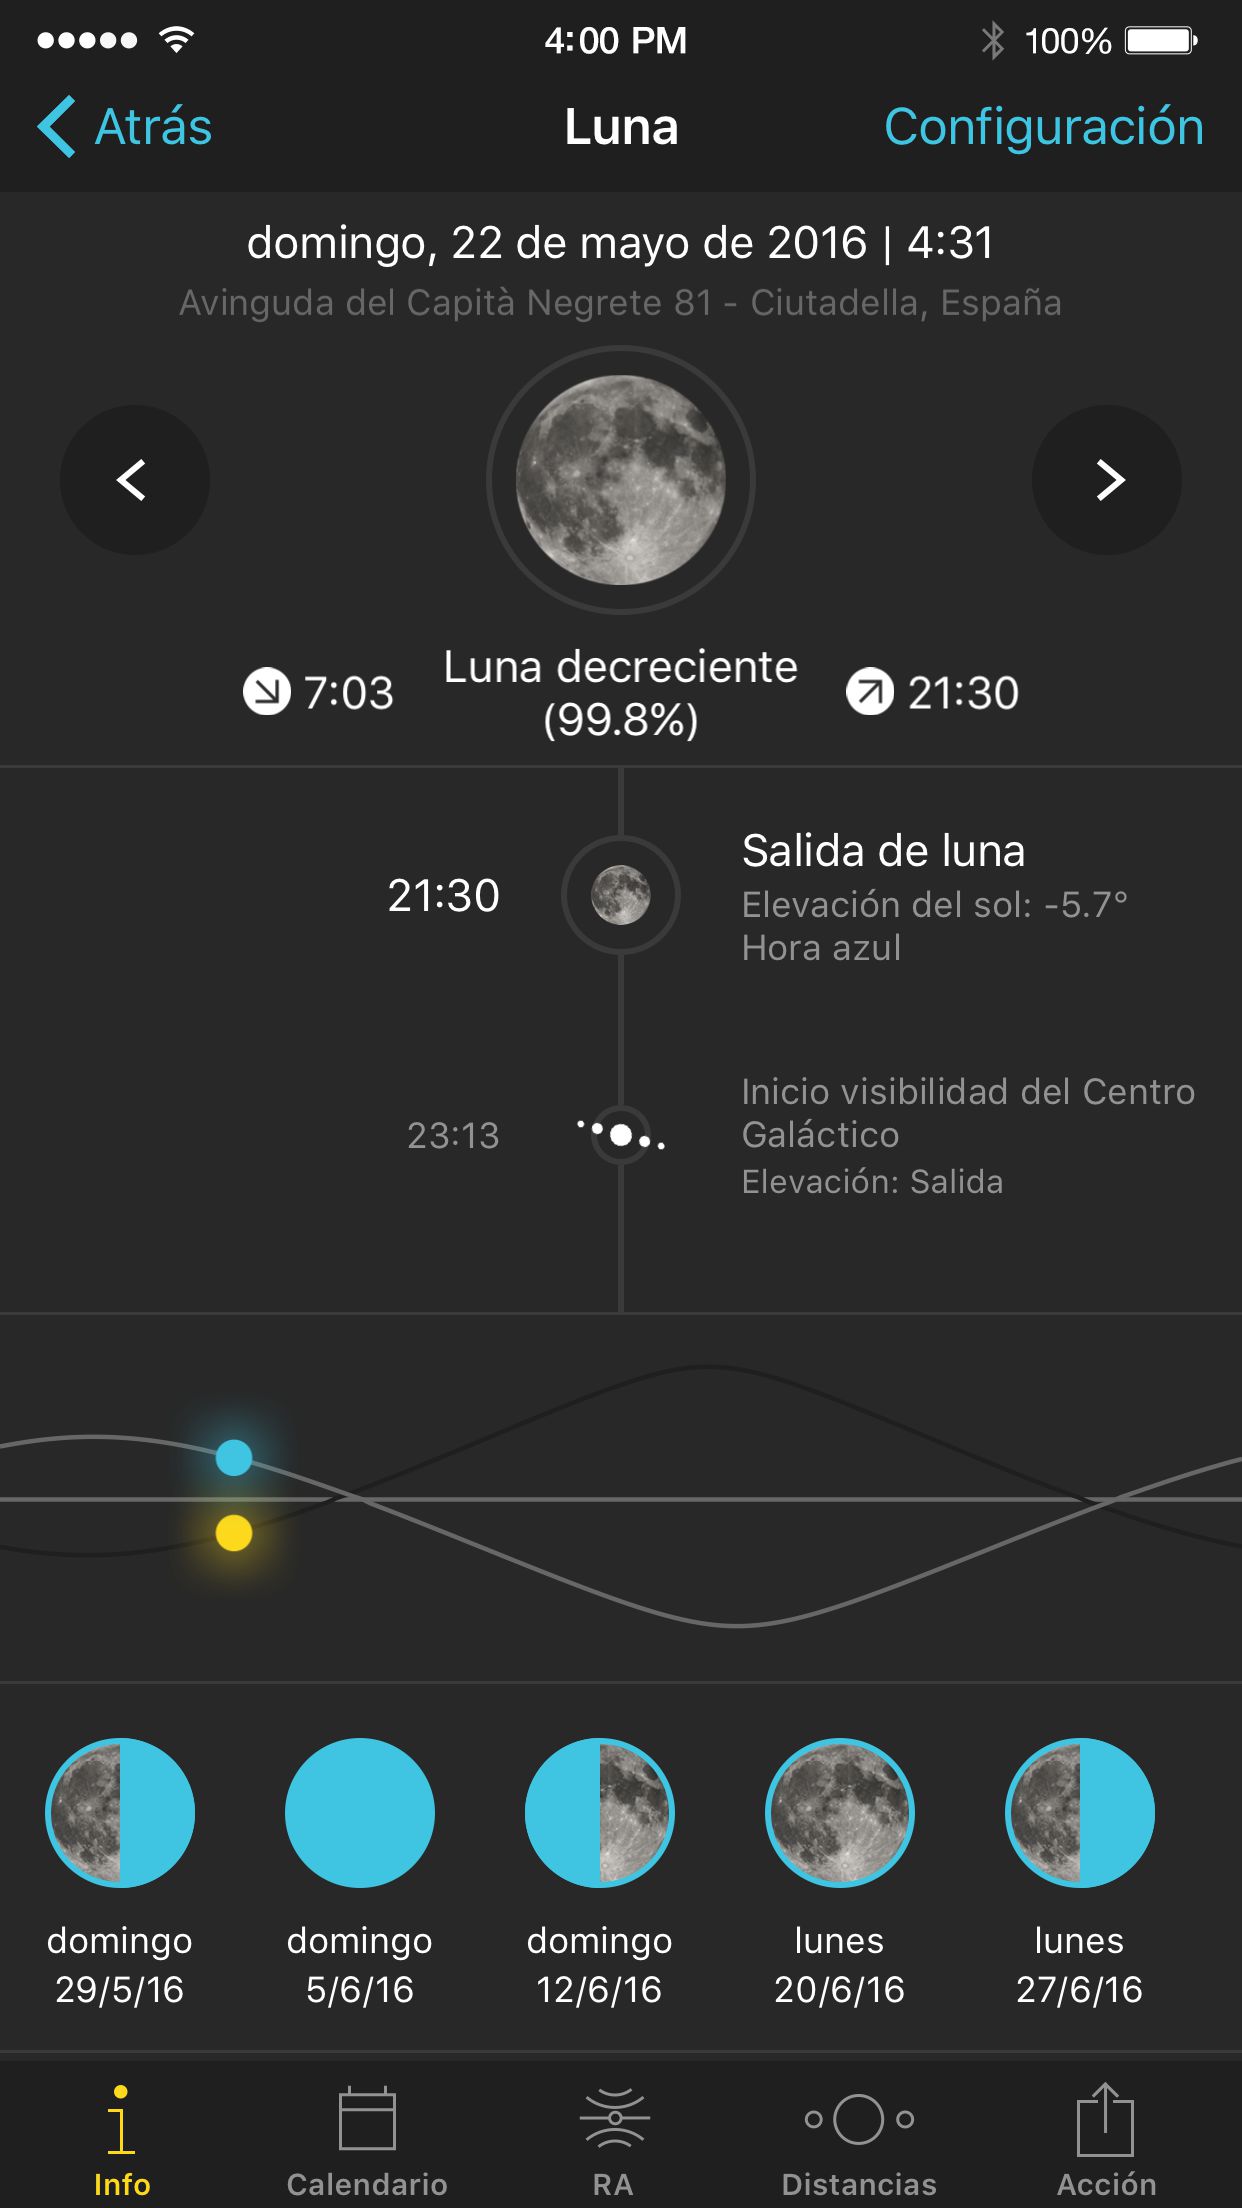 4:00 PM
100%
Atrás
Luna
Configuración
domingo, 22 de mayo de 2016 | 4:31
Avinguda del Capità Negrete 81 - Ciutadella, España
7:03
Luna decreciente
(99.8%)
21:30
21:30
Salida de luna
Elevación del sol: -5.7°
Hora azul
23:13
Inicio visibilidad del Centro
Galáctico
Elevación: Salida
domingo
29/5/16
domingo
5/6/16
domingo
12/6/16
lunes
20/6/16
lunes
27/6/16
Info
Calendario
RA
Distancias
Acción